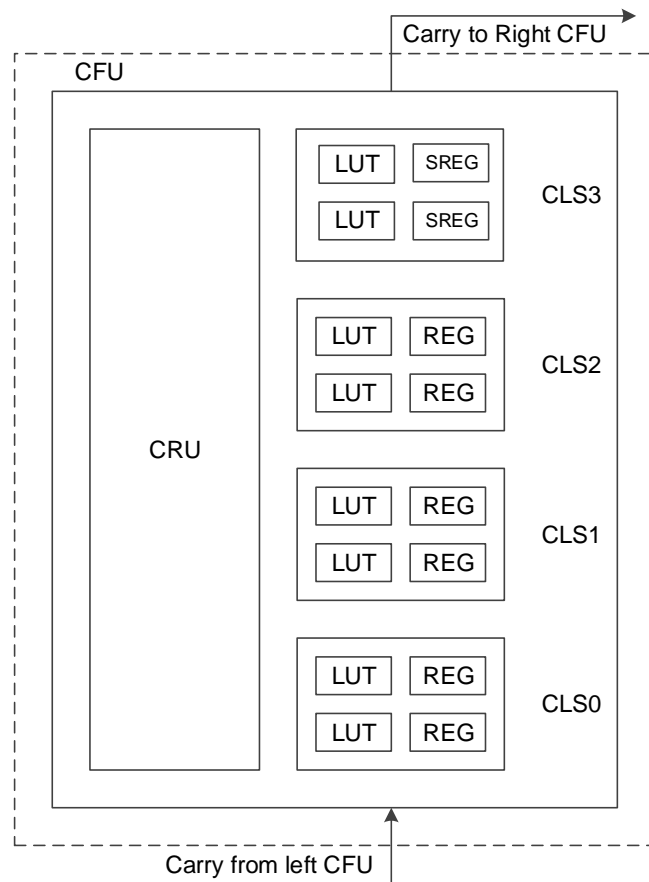 Carry to Right CFU
CFU
LUT SREG
LUT SREG
CLS3
LUT REG
LUT REG
CLS2
CRU
LUT REG
LUT REG
CLS1
LUT REG
LUT REG
CLS0
Carry from left CFU